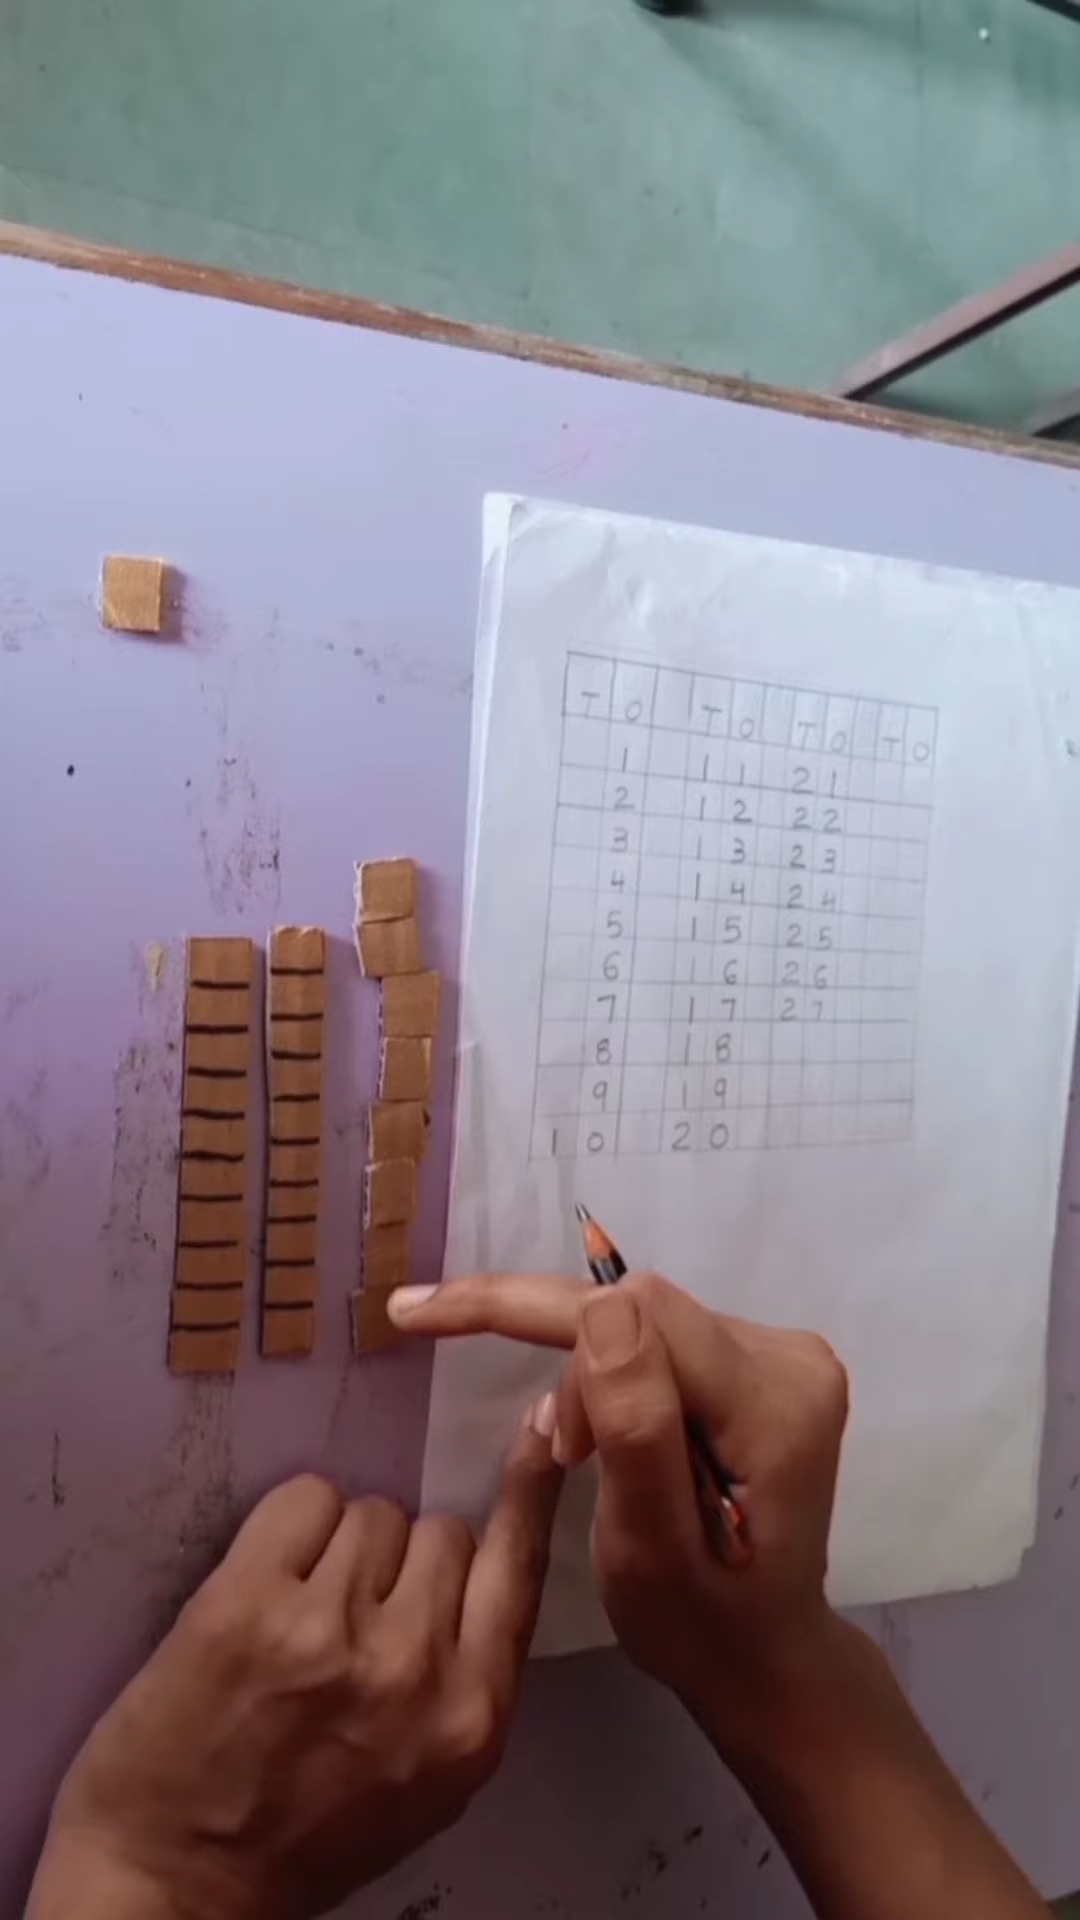 T O T O T O T O
1 1 1 2 1
2 1 2 2 2
3 1 3 2 3
4 1 4 2 4
5 1 5 2 5
6 1 6 2 6
7 1 7 2 7
8 1 8
9 1 9
1 0 2 0